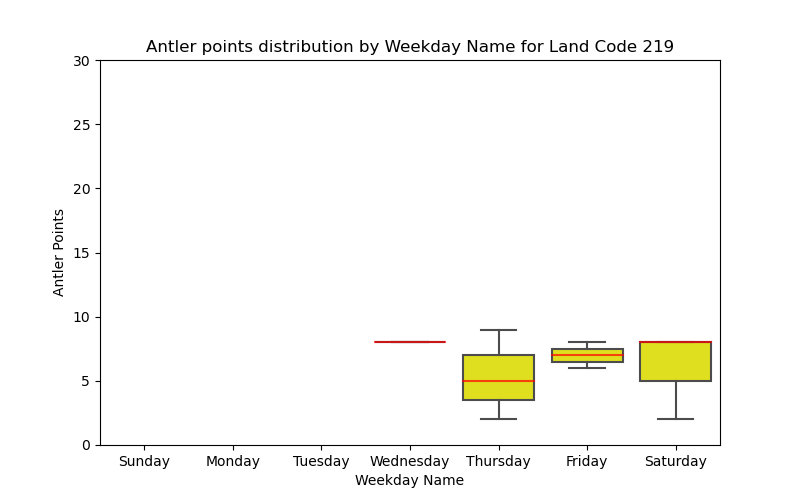 Antler points distribution by Weekday Name for Land Code 219
30
25
20
15
10
5
0
Antler Points
Sunday Monday Tuesday Wednesday Thursday Friday Saturday
Weekday Name